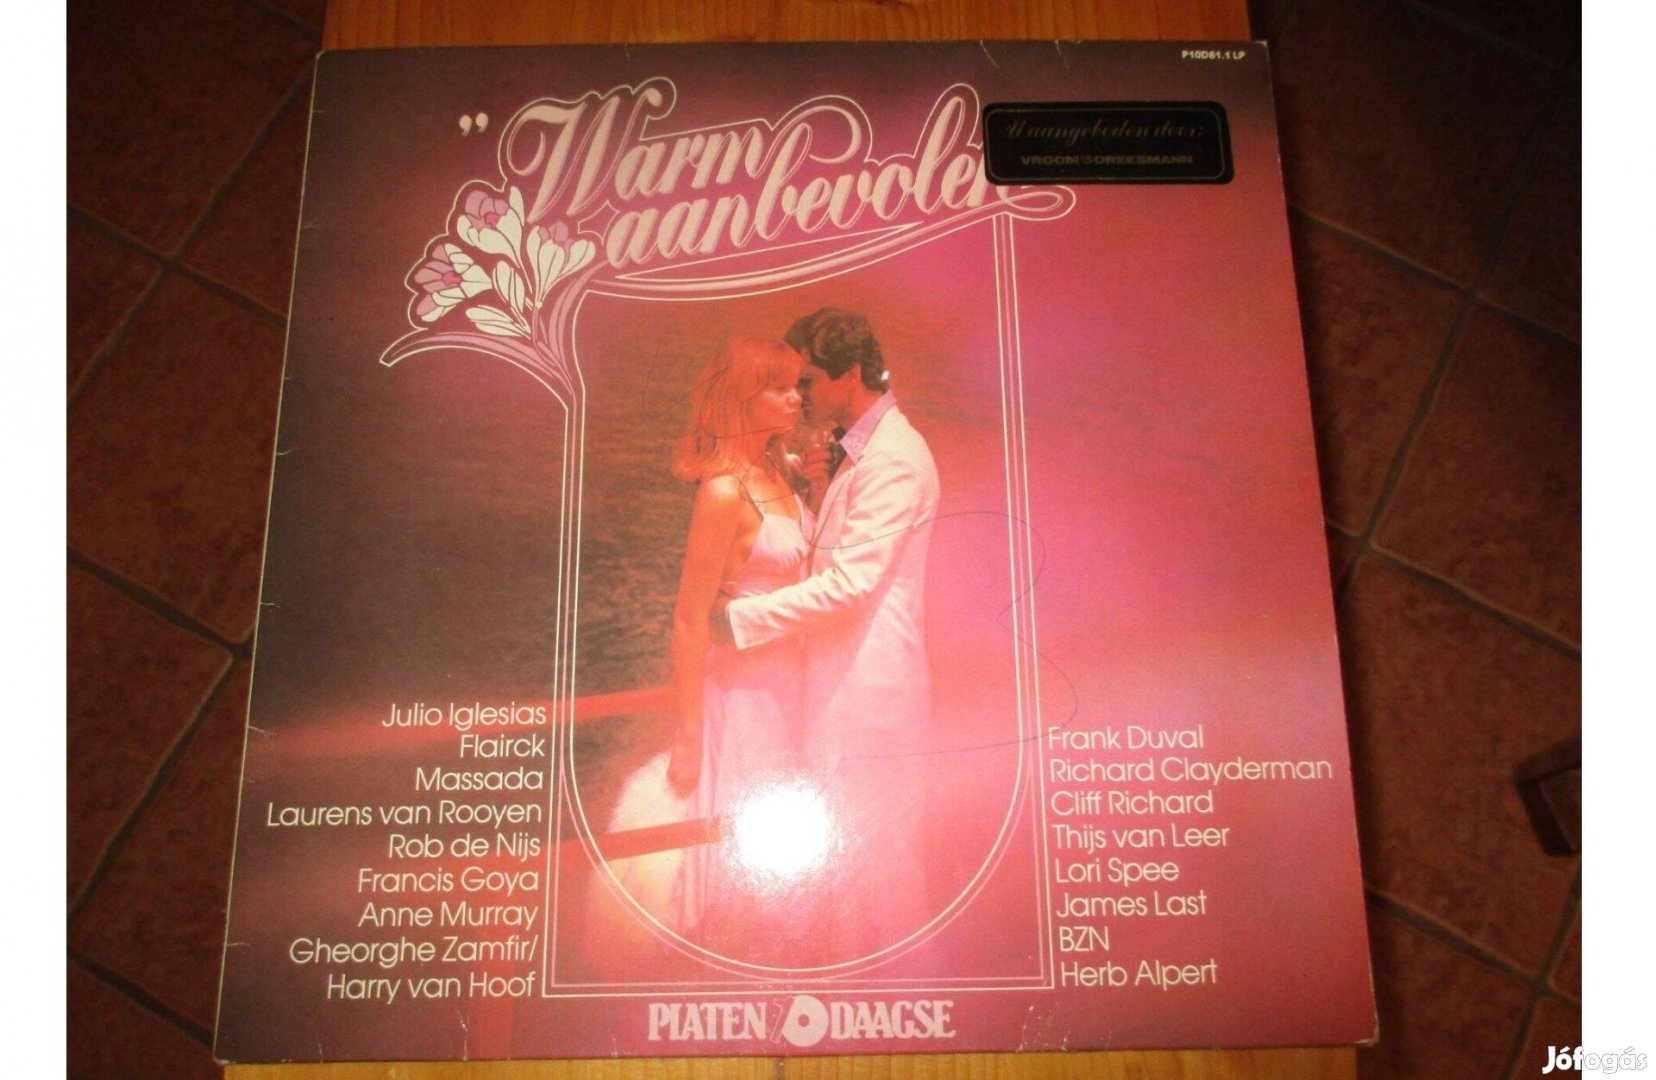 P10D81.1 LP
"Warm
aanbevolen
U aangeboden door:
VROOM DREESMANN
Julio Iglesias
Flairck
Massada
Laurens van Rooyen
Rob de Nijs
Francis Goya
Anne Murray
Gheorghe Zamfir/
Harry van Hoof
Frank Duval
Richard Clayderman
Cliff Richard
Thijs van Leer
Lori Spee
James Last
BZN
Herb Alpert
PLATEN 10 DAAGSE
Jófogás